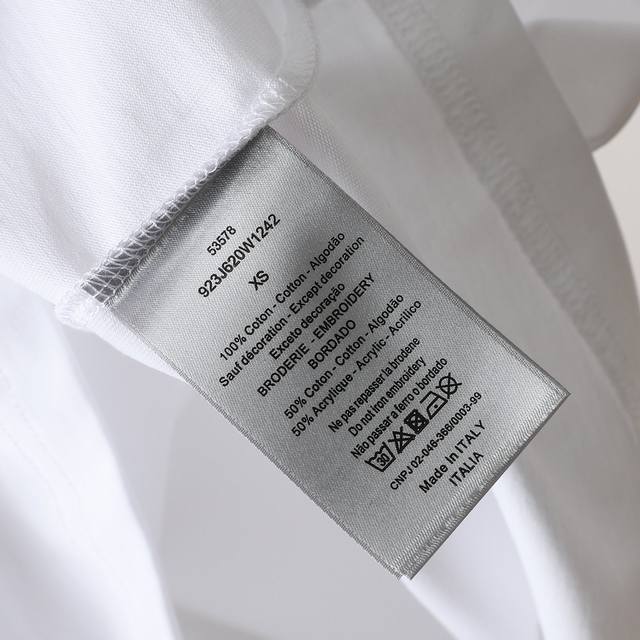 53578
923J620W1242
XS
100% Coton - Cotton - Algodão
Sauf décoration - Except decoration
Exceto decoração
BRODERIE - EMBROIDERY
BORDADO
50% Coton - Cotton - Algodão
50% Acrylique - Acrylic - Acrílico
Ne pas repasser la broderie
Do not iron embroidery
Não passar a ferro o bordado
CNPJ 02-046-368/0003-99
Made in ITALY
ITALIA